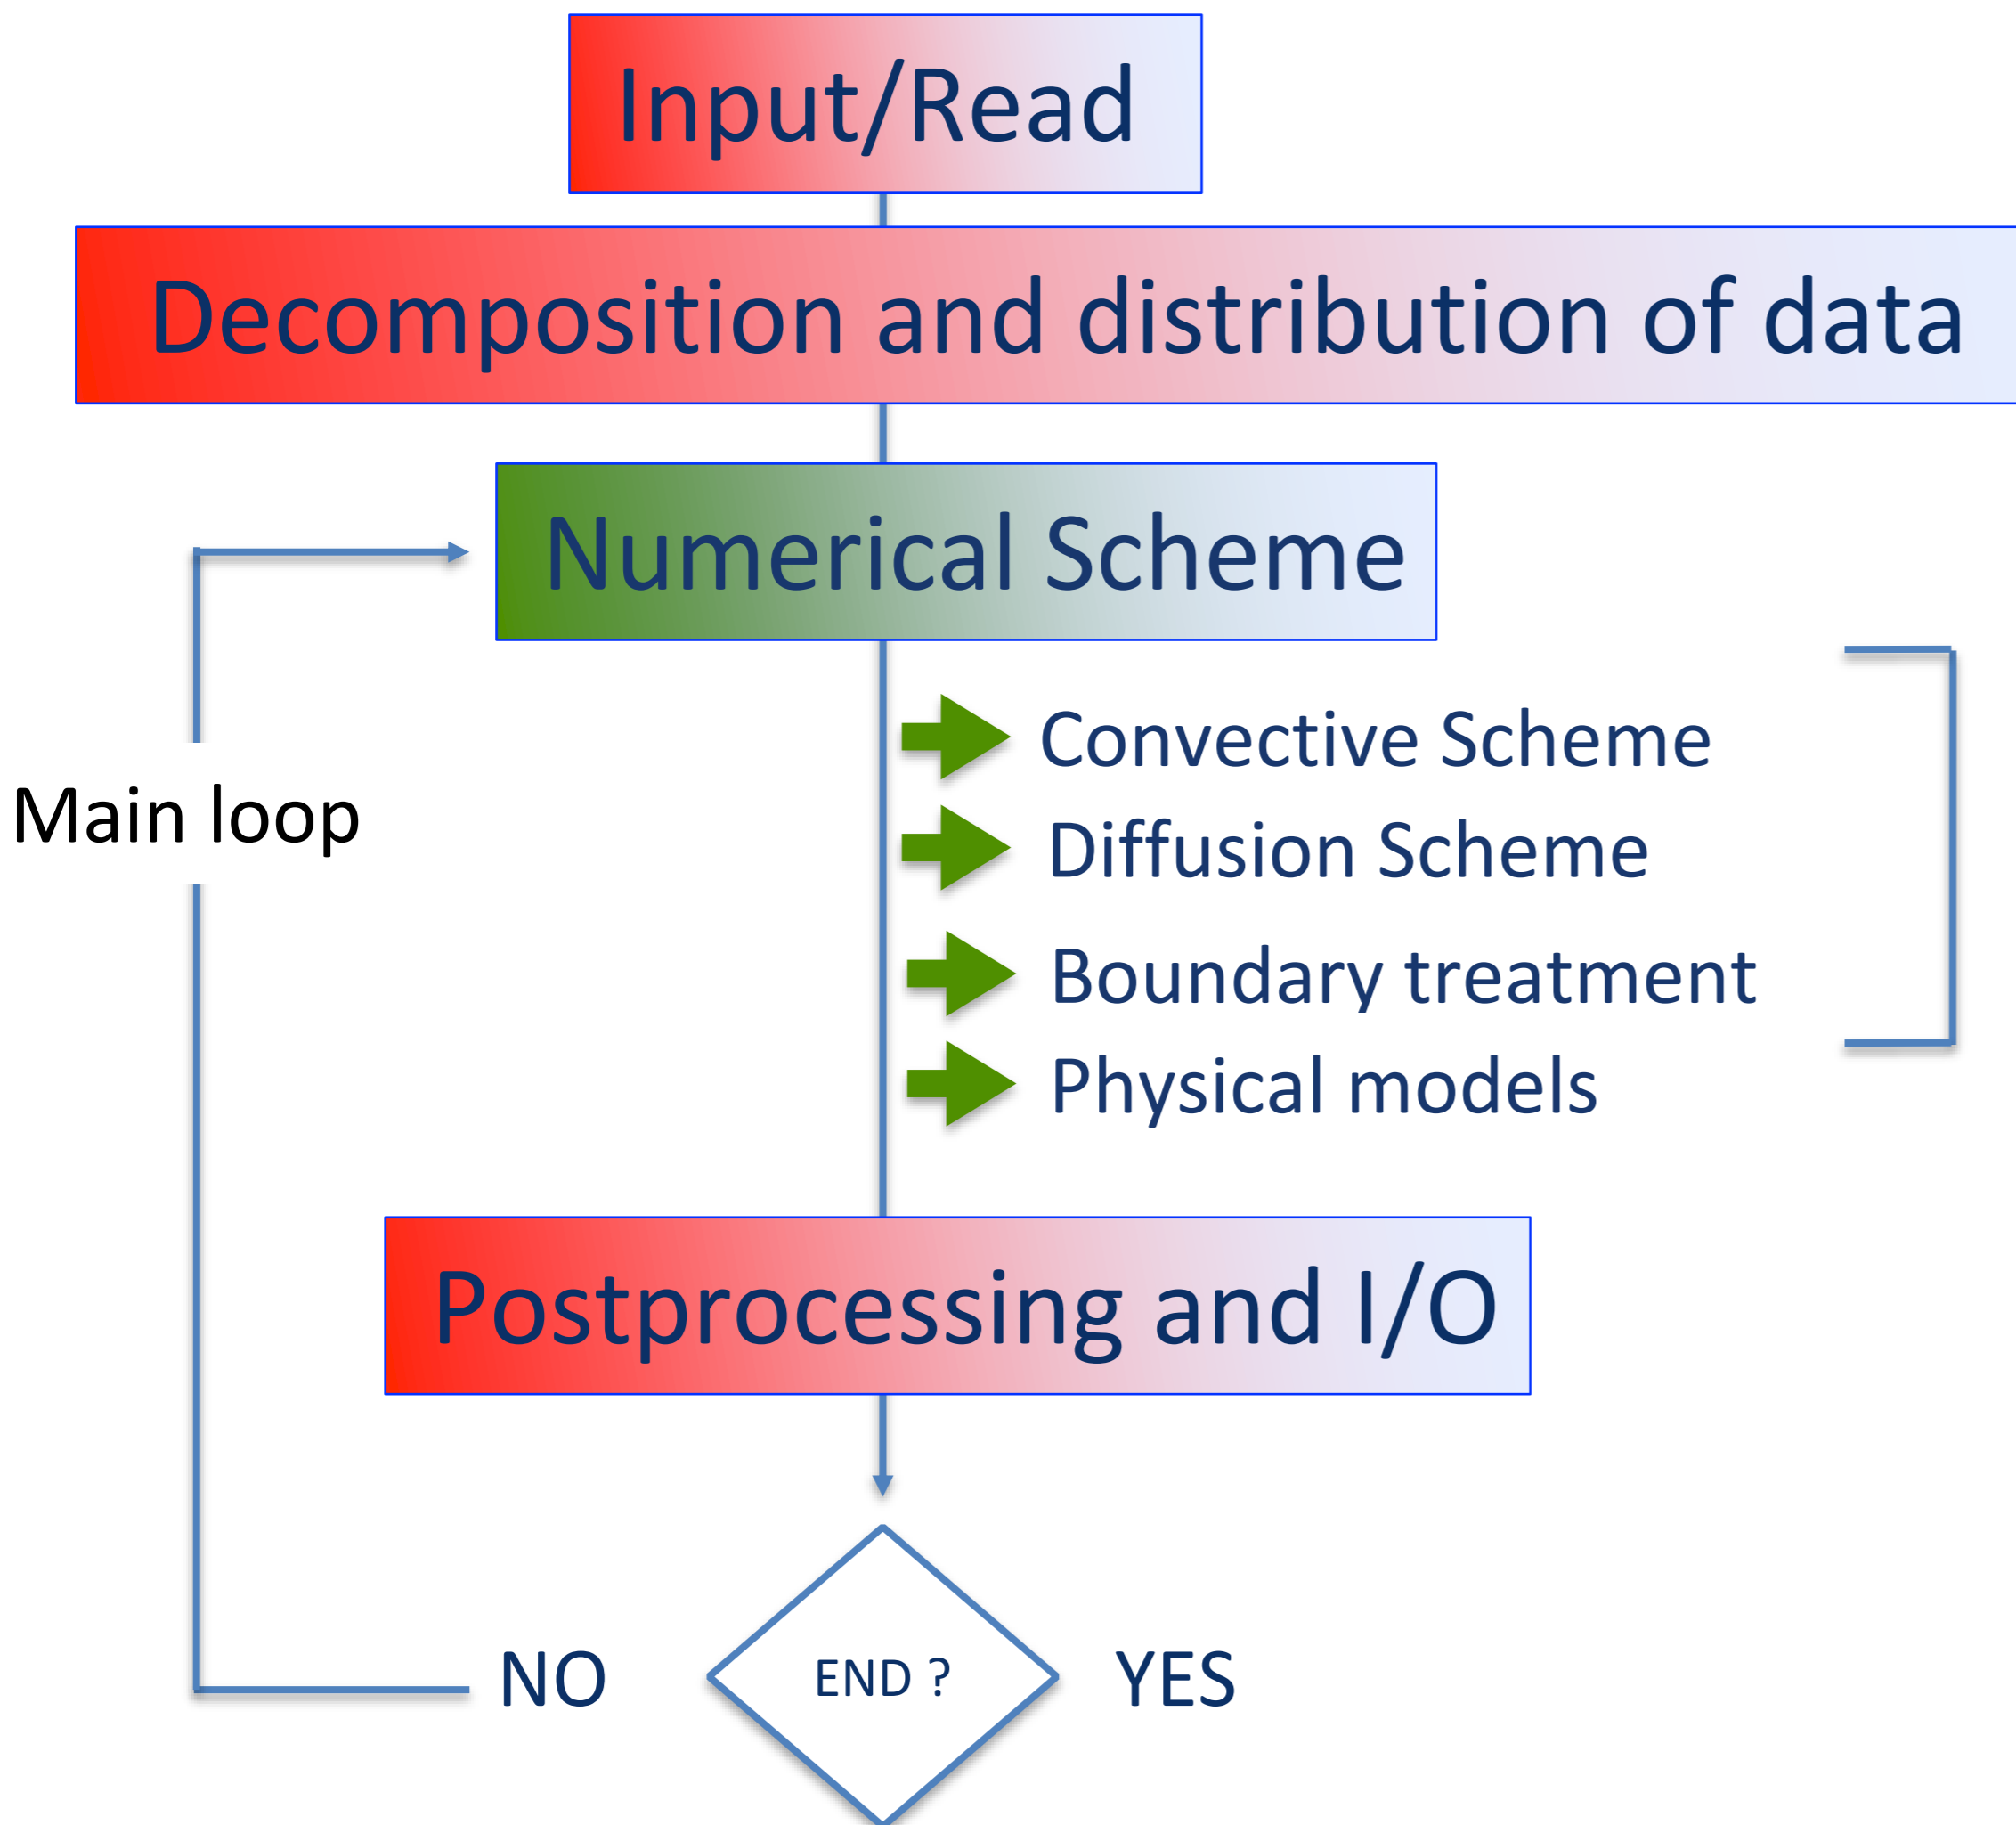 Input/Read
Decomposition and distribution of data
Numerical Scheme
Convective Scheme
Main loop
Diffusion Scheme
Boundary treatment
Physical models
Postprocessing and I/O
NO
END ?
YES